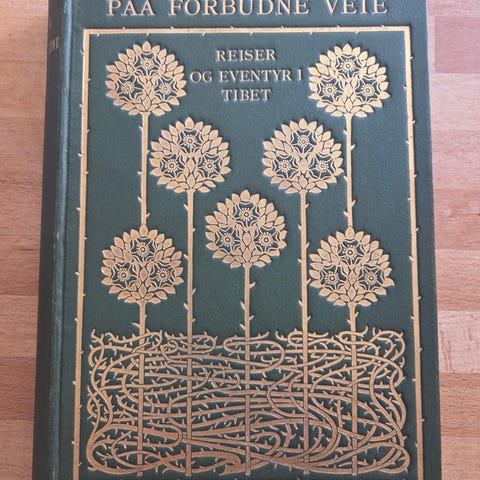 PAA FORBUDNE VEIE
REISER
OG EVENTYR I
TIBET